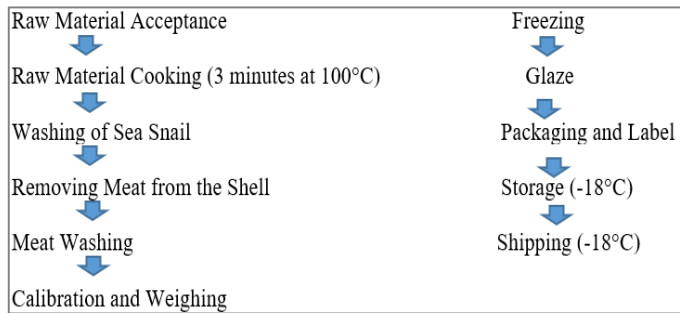 Raw Material Acceptance
Raw Material Cooking (3 minutes at 100°C)
Washing of Sea Snail
Removing Meat from the Shell
Meat Washing
Calibration and Weighing
Freezing
Glaze
Packaging and Label
Storage (-18°C)
Shipping (-18°C)